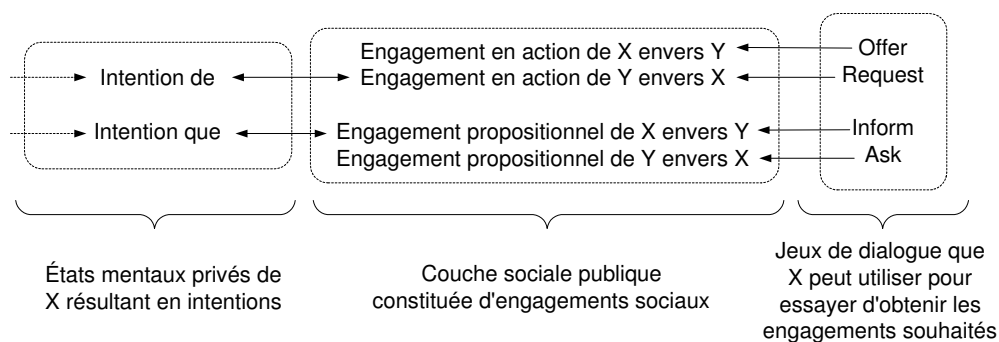 Engagement en action de X envers Y
Offer
Intention de
Engagement en action de Y envers X
Request
Intention que
Engagement propositionnel de X envers Y
Inform
Engagement propositionnel de Y envers X
Ask
États mentaux privés de
X résultant en intentions
Couche sociale publique
constituée d'engagements sociaux
Jeux de dialogue que
X peut utiliser pour
essayer d'obtenir les
engagements souhaités